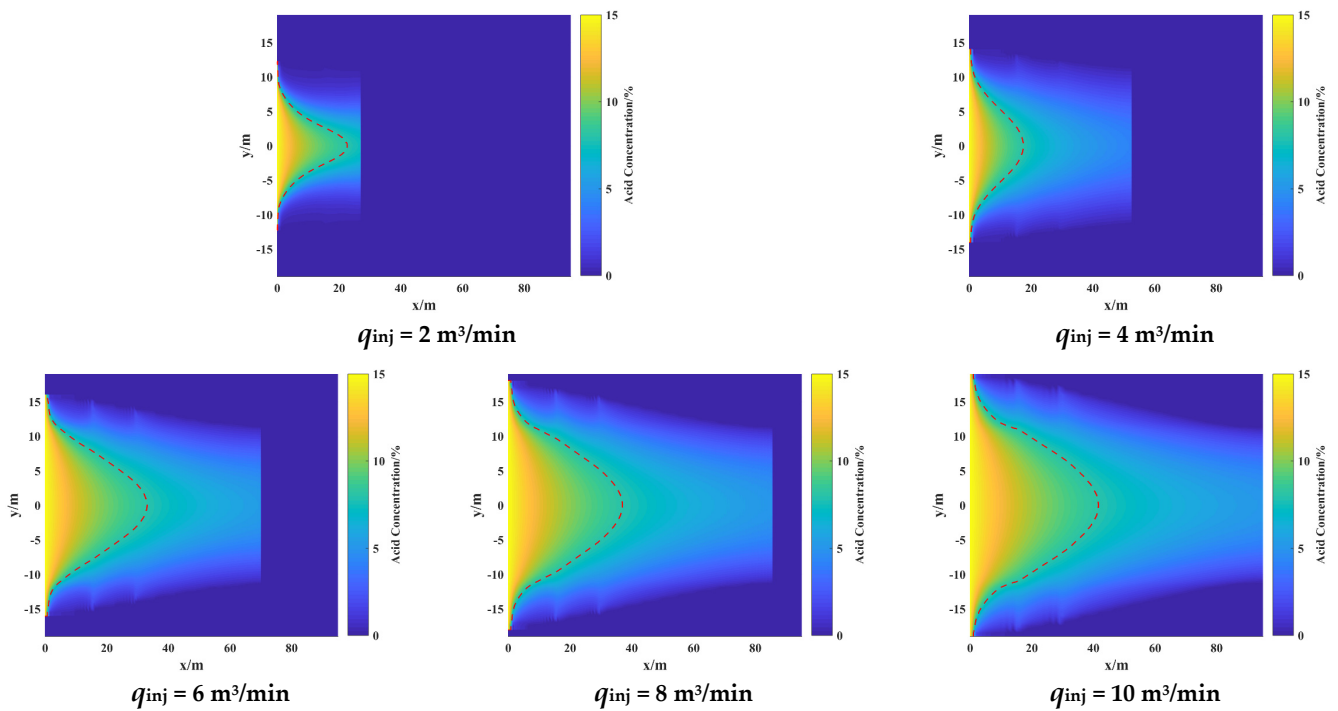 15
10
5
0
-5
-10
-15
y/m
0 20 40 60 80
x/m
15
10
5
0
Acid Concentration/%
qinj = 2 m³/min
15
10
5
0
-5
-10
-15
y/m
0 20 40 60 80
x/m
15
10
5
0
Acid Concentration/%
qinj = 4 m³/min
15
10
5
0
-5
-10
-15
y/m
0 20 40 60 80
x/m
15
10
5
0
Acid Concentration/%
qinj = 6 m³/min
15
10
5
0
-5
-10
-15
y/m
0 20 40 60 80
x/m
15
10
5
0
Acid Concentration/%
qinj = 8 m³/min
15
10
5
0
-5
-10
-15
y/m
0 20 40 60 80
x/m
15
10
5
0
Acid Concentration/%
qinj = 10 m³/min